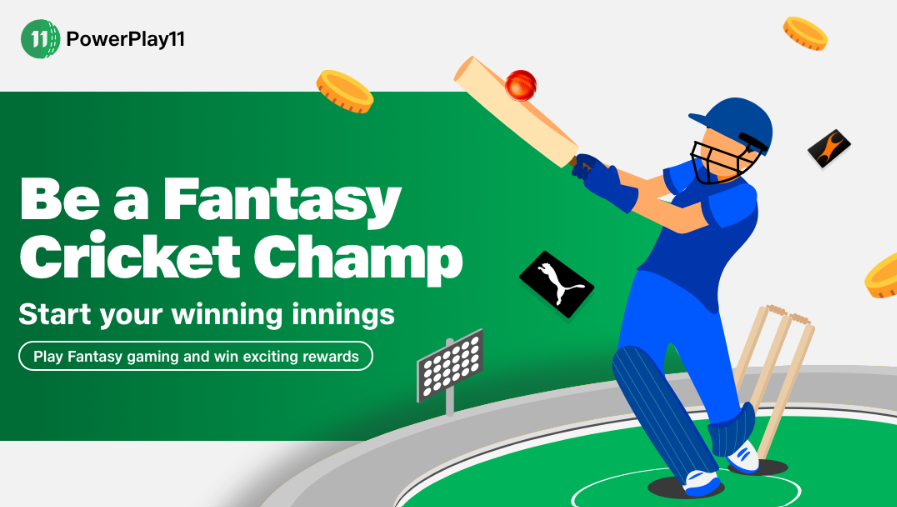 11 PowerPlay11
Be a Fantasy
Cricket Champ
Start your winning innings
Play Fantasy gaming and win exciting rewards